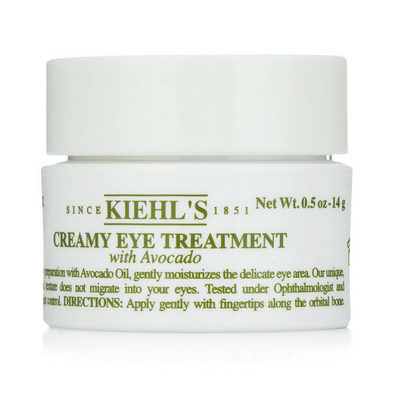 SINCE KIEHL'S 1851 Net Wt. 0.5 oz - 14 g
CREAMY EYE TREATMENT
with Avocado
preparation with Avocado Oil, gently moisturizes the delicate eye area. Our unique,
texture does not migrate into your eyes. Tested under Ophthalmologist and
control. DIRECTIONS: Apply gently with fingertips along the orbital bone.